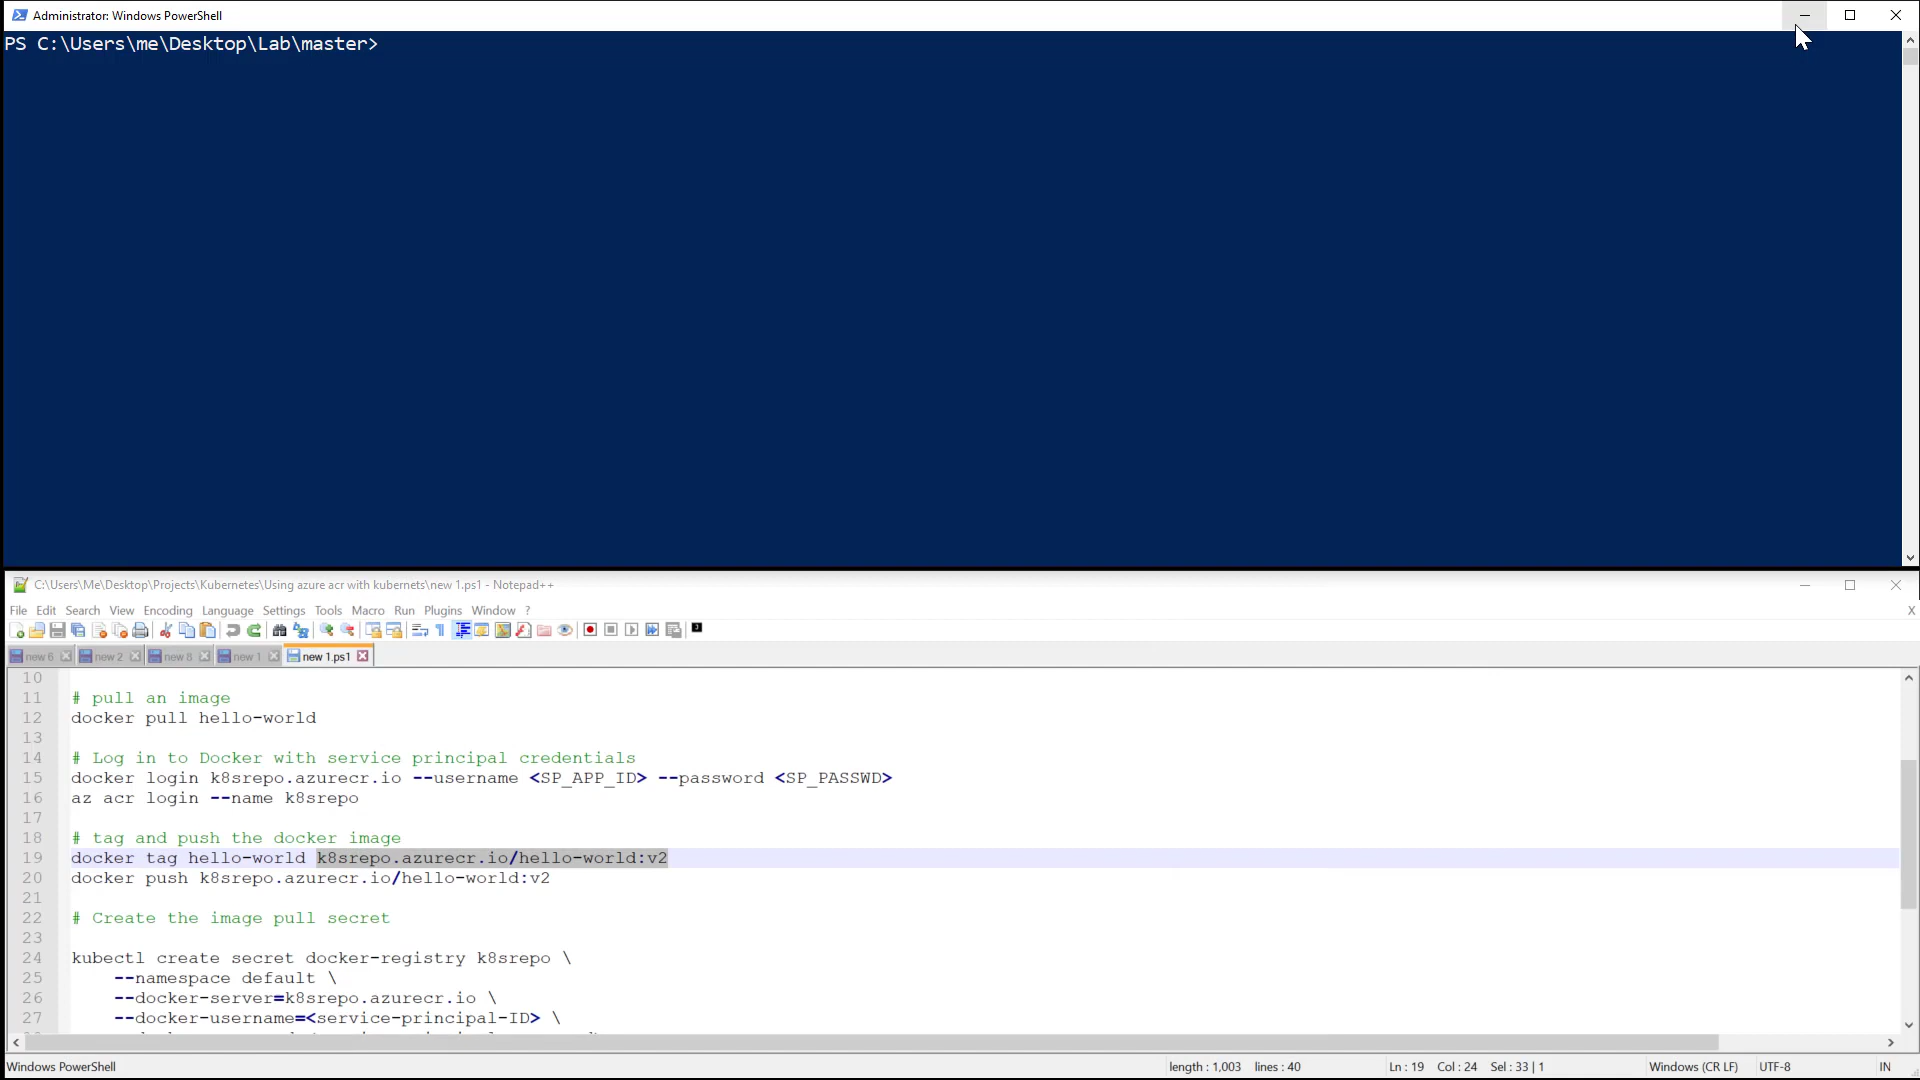 Administrator: Windows PowerShell
PS C:\Users\me\Desktop\Lab\master>
C:\Users\Me\Desktop\Projects\Kubernetes\Using azure acr with kubernets\new 1.ps1 - Notepad++
File Edit Search View Encoding Language Settings Tools Macro Run Plugins Window ? X
new 6 new 2 new 8 new 1 new 1.ps1
10
11 # pull an image
12 docker pull hello-world
13
14 # Log in to Docker with service principal credentials
15 docker login k8srepo.azurecr.io --username <SP_APP_ID> --password <SP_PASSWD>
16 az acr login --name k8srepo
17
18 # tag and push the docker image
19 docker tag hello-world k8srepo.azurecr.io/hello-world:v2
20 docker push k8srepo.azurecr.io/hello-world:v2
21
22 # Create the image pull secret
23
24 kubectl create secret docker-registry k8srepo \
25 --namespace default \
26 --docker-server=k8srepo.azurecr.io \
27 --docker-username=<service-principal-ID> \
Windows PowerShell length : 1,003 lines : 40 Ln : 19 Col : 24 Sel : 33 | 1 Windows (CR LF) UTF-8 IN